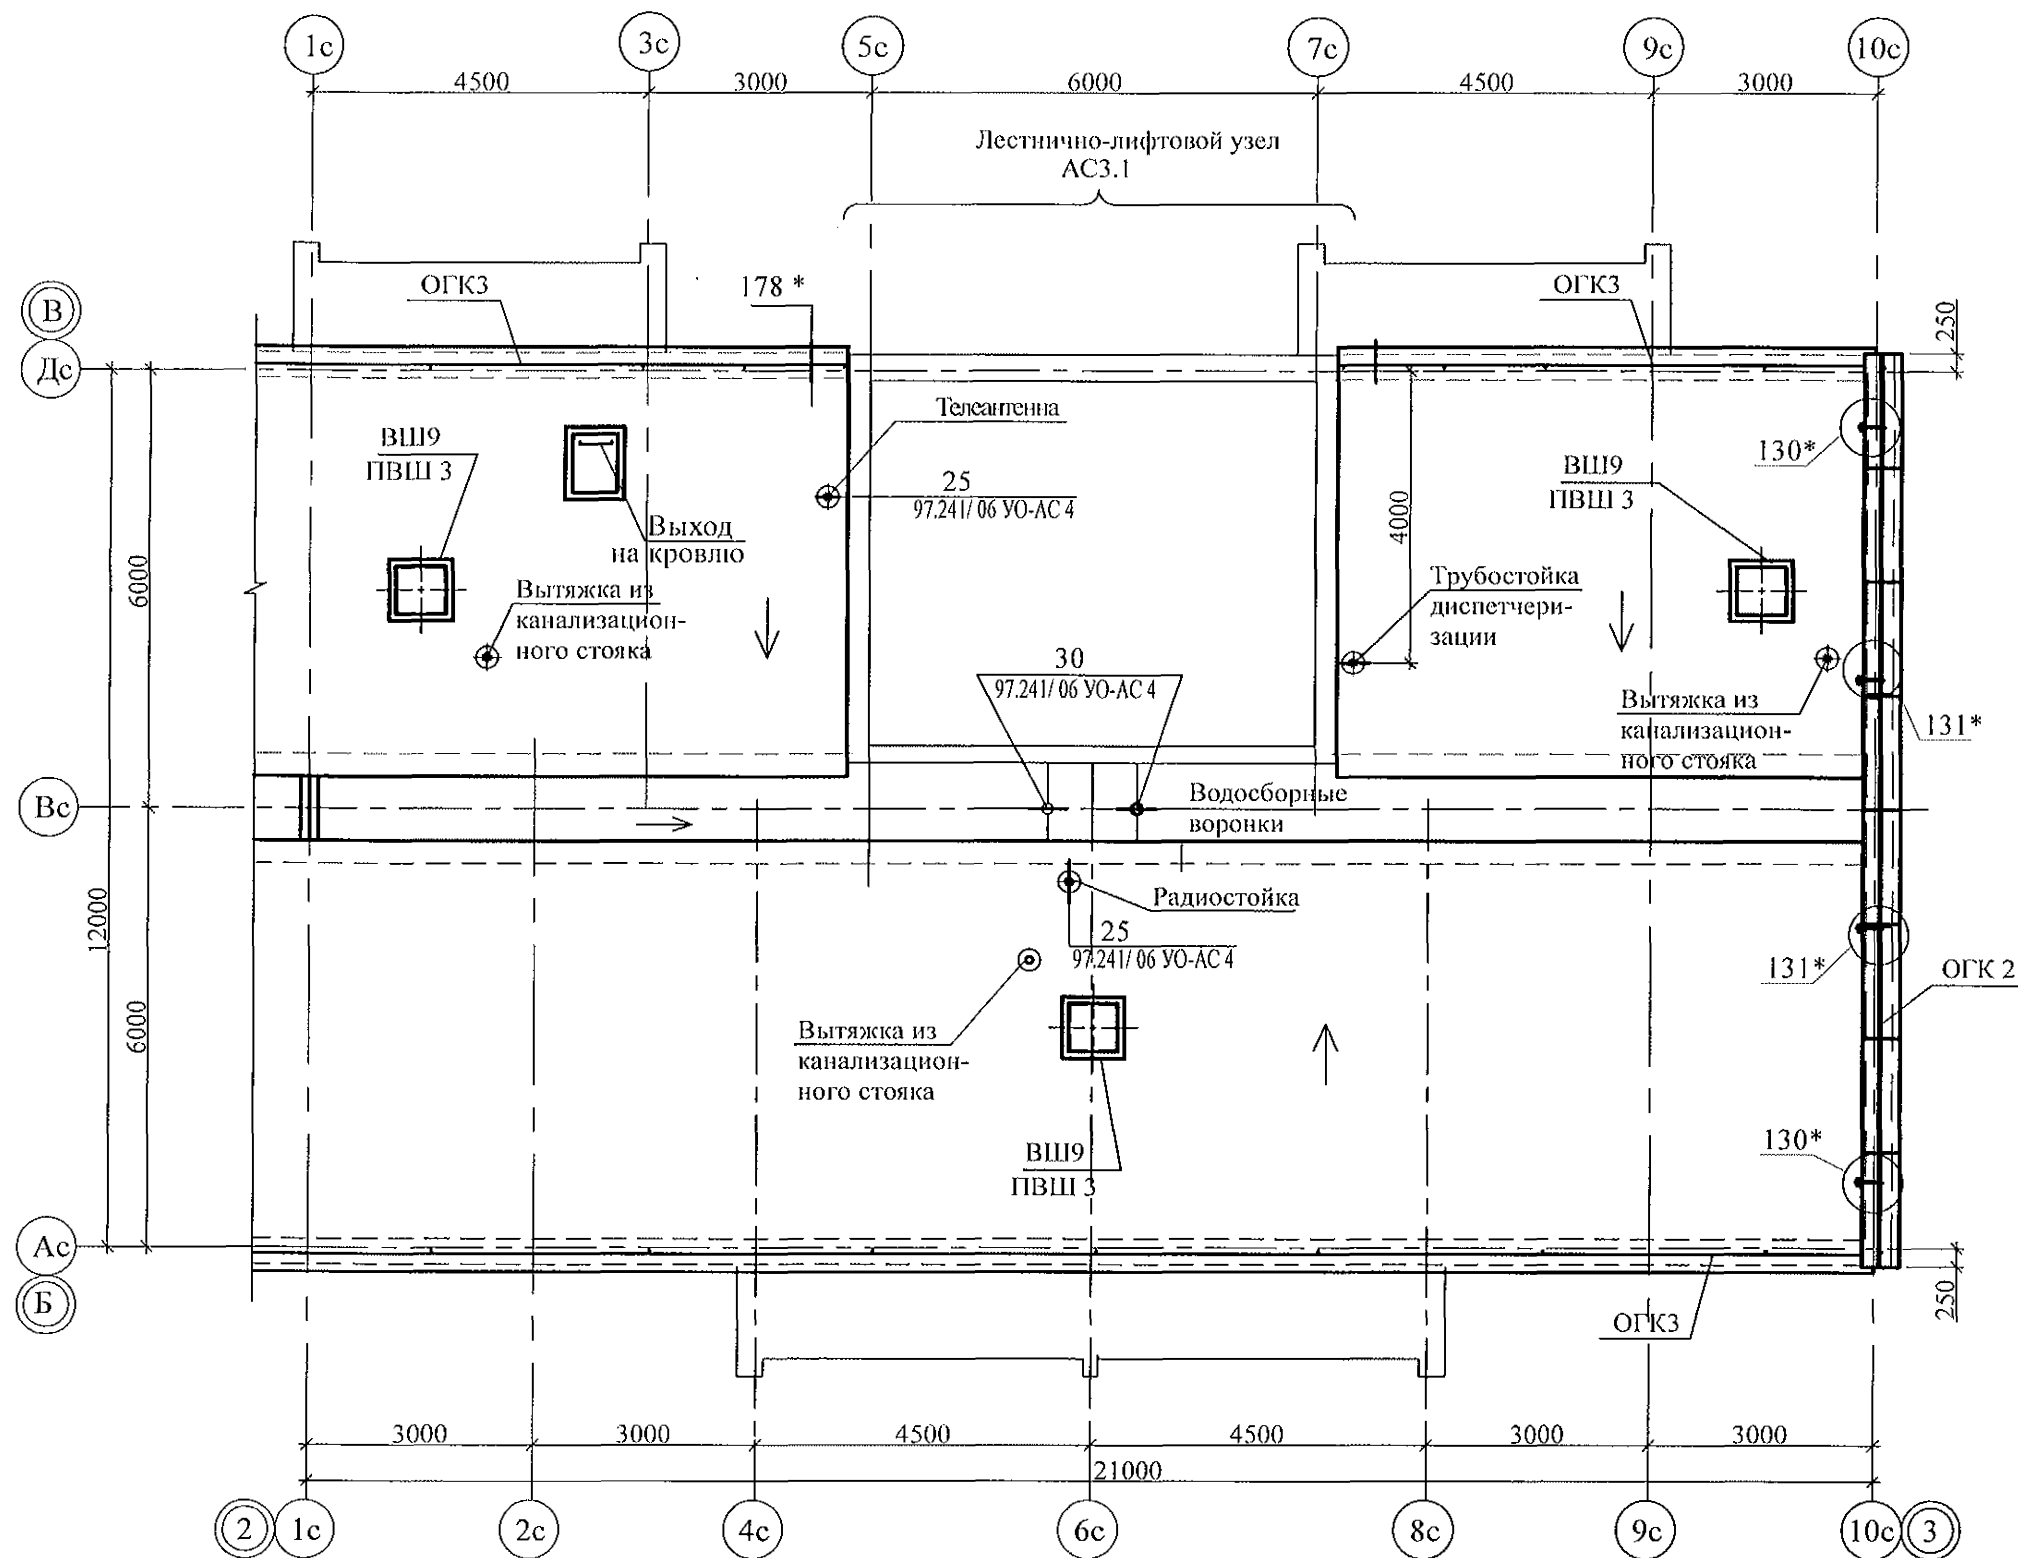 1с 3с 5с 7с 9с 10с
4500 3000 6000 4500 3000
Лестнично-лифтовой узел
АС3.1
В
ОГК3
178 *
ОГК3
250
Дс
Телеантенна
ВШ9
ПВШ 3
130*
ВШ9
ПВШ 3
25
97.241/ 06 УО-АС 4
4000
Выход
на кровлю
6000
Вытяжка из
канализацион-
ного стояка
Трубостойка
диспетчери-
зации
30
97.241/ 06 УО-АС 4
Вытяжка из
канализацион-
ного стояка
131*
Вс
Водосборные
воронки
12000
Радиостойка
25
97.241/ 06 УО-АС 4
131*
ОГК 2
6000
Вытяжка из
канализацион-
ного стояка
ВШ9
ПВШ 3
130*
Ас
Б
250
ОГК3
3000 3000 4500 4500 3000 3000
21000
2 1с 2с 4с 6с 8с 9с 10с 3